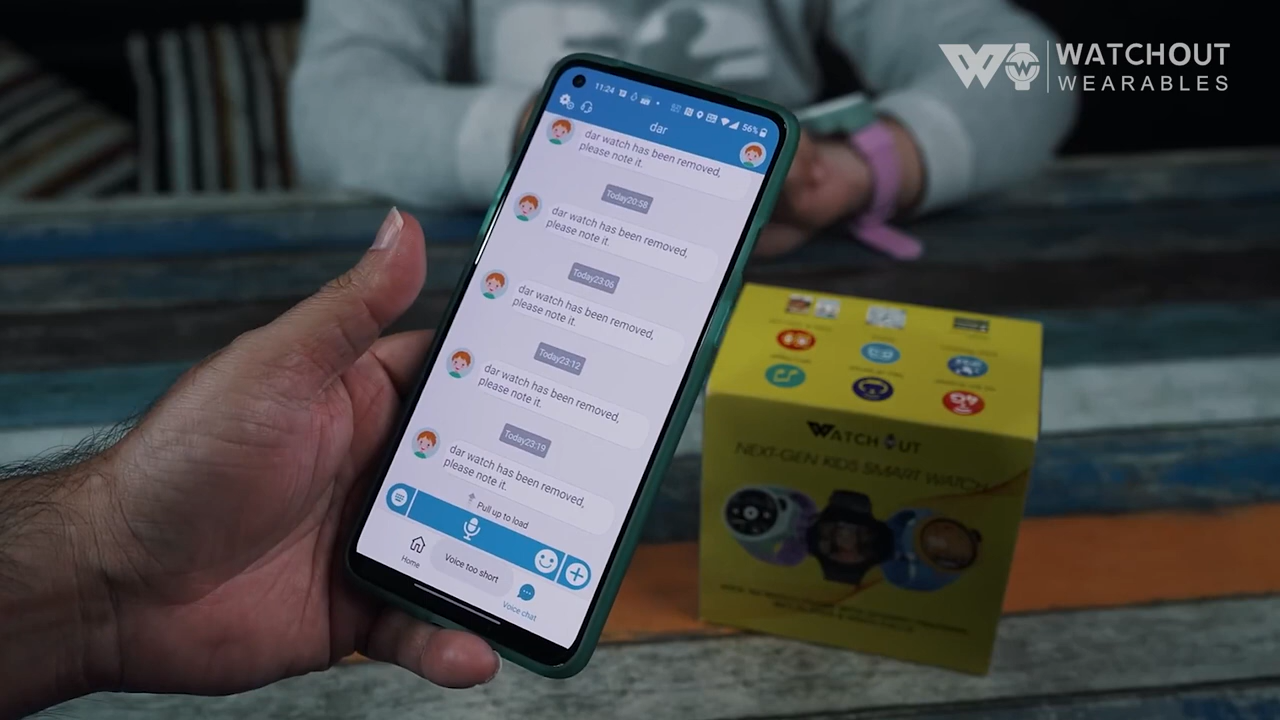 WATCHOUT
WEARABLES
11:24
56%
dar
dar watch has been removed,
please note it.
Today20:58
dar watch has been removed,
please note it.
Today23:06
dar watch has been removed,
please note it.
Today23:12
dar watch has been removed,
please note it.
Today23:19
dar watch has been removed,
please note it.
Pull up to load
Home
Voice too short
Voice chat
WATCH OUT
NEXT-GEN KIDS SMART WATCH